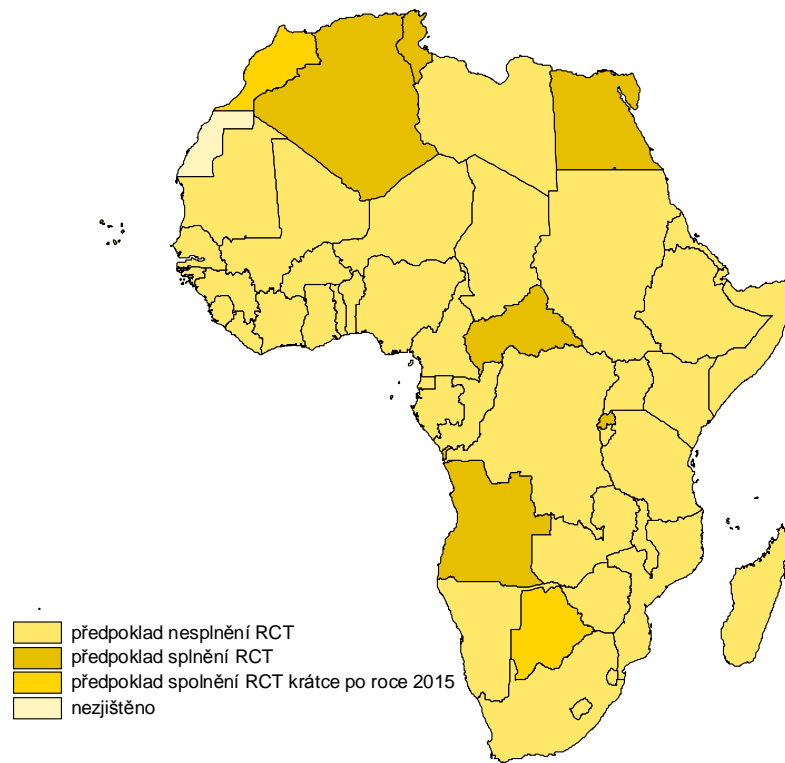 předpoklad nesplnění RCT
předpoklad splnění RCT
předpoklad spolnění RCT krátce po roce 2015
nezjištěno